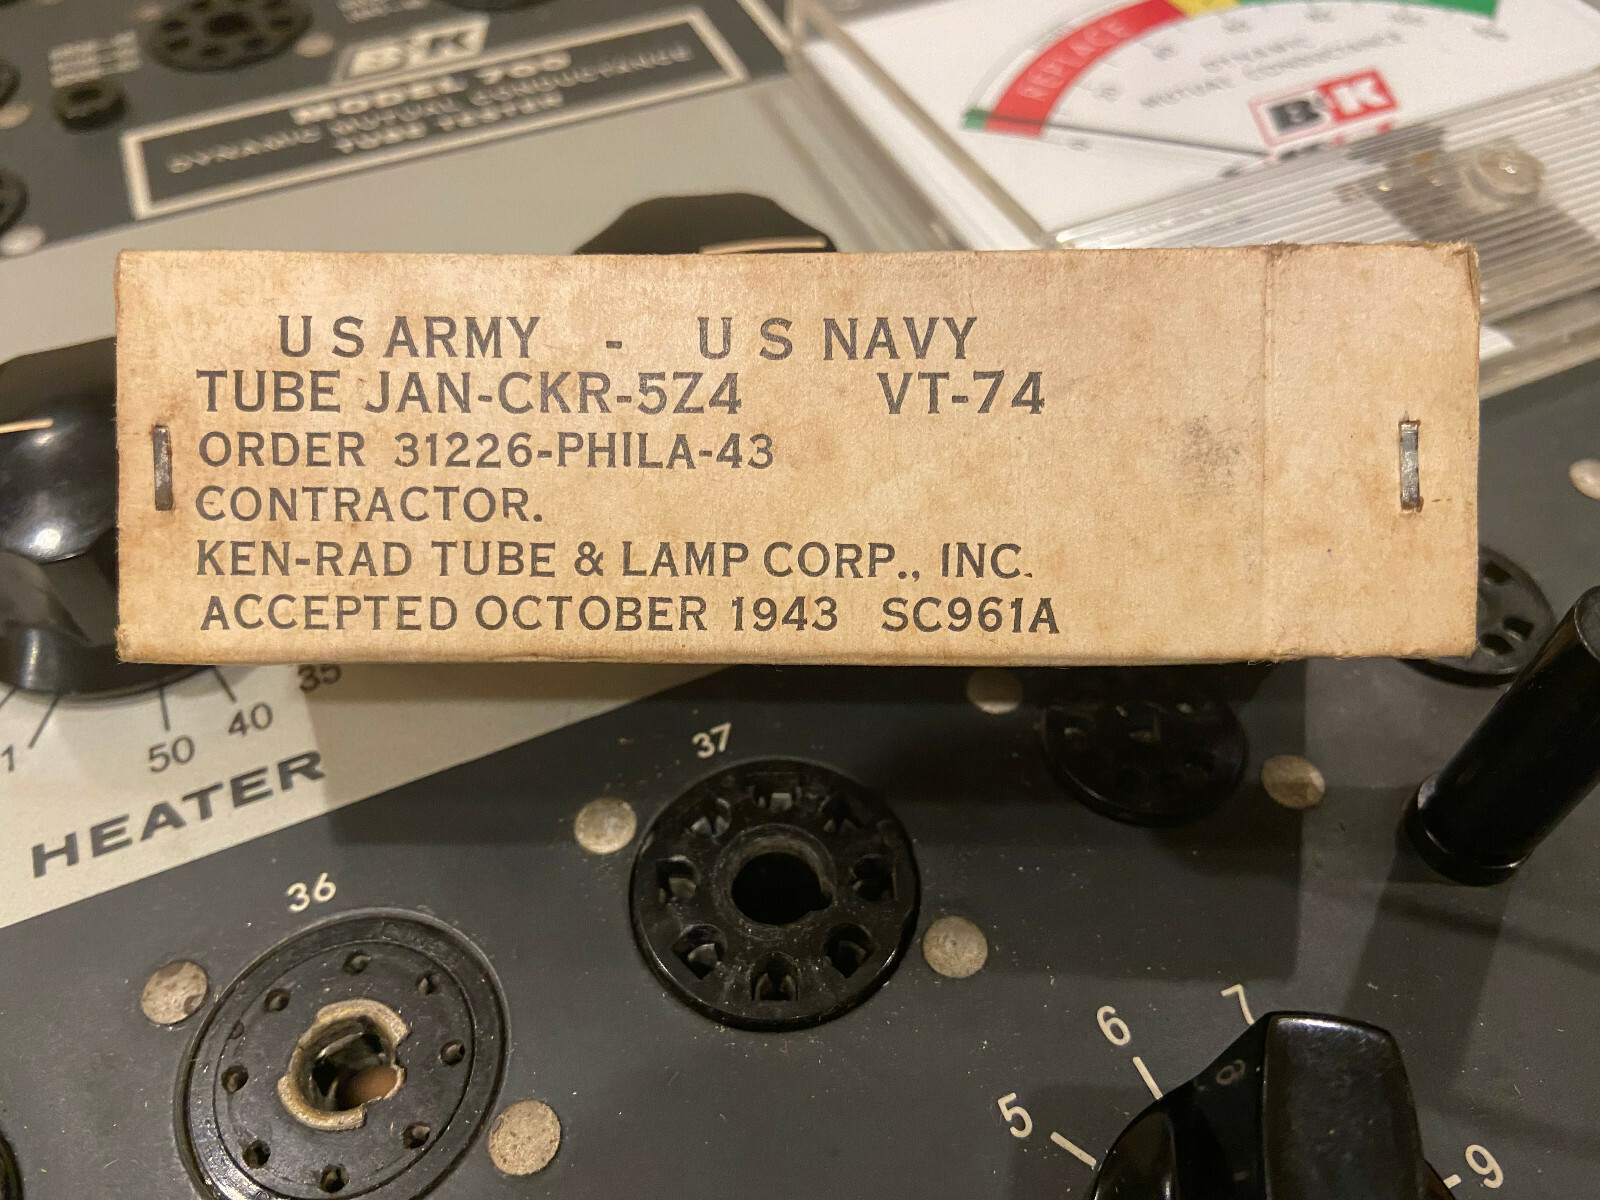 B&K
MODEL 700
DYNAMIC MUTUAL CONDUCTANCE
TUBE TESTER
REPLACE
DYNAMIC
MUTUAL CONDUCTANCE
B&K
U S ARMY - U S NAVY
TUBE JAN-CKR-5Z4 VT-74
ORDER 31226-PHILA-43
CONTRACTOR.
KEN-RAD TUBE & LAMP CORP., INC.
ACCEPTED OCTOBER 1943 SC961A
1 50 40 35
HEATER
37
36
5 6 7 8 9